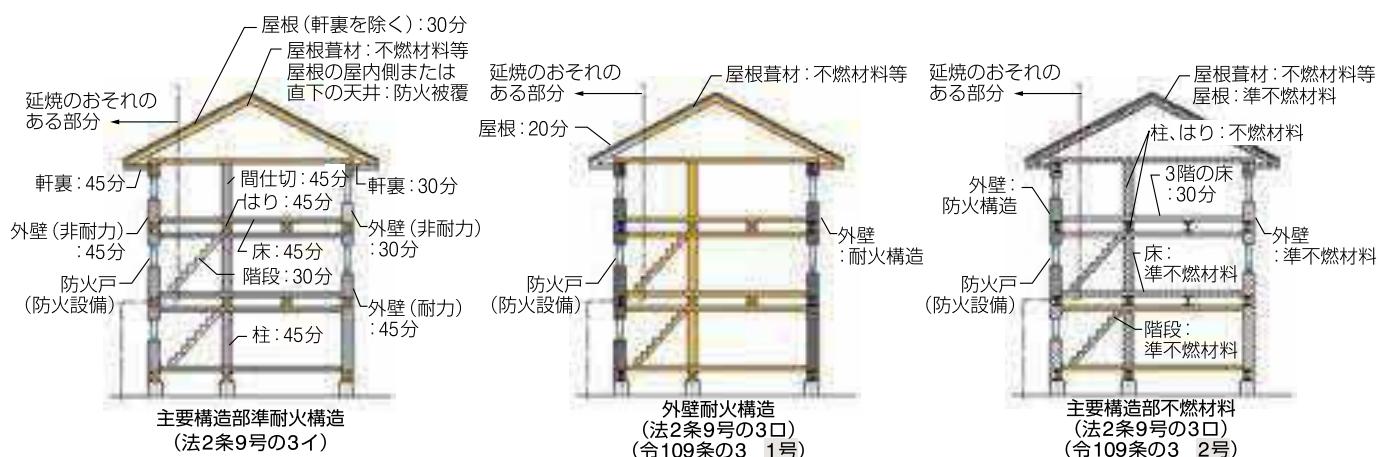 屋根（軒裏を除く）：30分
屋根葺材：不燃材料等
屋根の屋内側または
直下の天井：防火被覆
延焼のおそれの
ある部分
軒裏：45分
間仕切：45分
軒裏：30分
はり：45分
外壁（非耐力）
：45分
外壁（非耐力）
：30分
床：45分
階段：30分
防火戸
（防火設備）
外壁（耐力）
：45分
柱：45分
主要構造部準耐火構造
（法2条9号の3イ）
延焼のおそれの
ある部分
屋根葺材：不燃材料等
屋根：20分
外壁
：耐火構造
防火戸
（防火設備）
外壁耐火構造
（法2条9号の3ロ）
（令109条の3　1号）
延焼のおそれの
ある部分
屋根葺材：不燃材料等
屋根：準不燃材料
柱、はり：不燃材料
3階の床
：30分
外壁：
防火構造
外壁
：準不燃材料
床：
準不燃材料
防火戸
（防火設備）
階段：
準不燃材料
主要構造部不燃材料
（法2条9号の3ロ）
（令109条の3　2号）